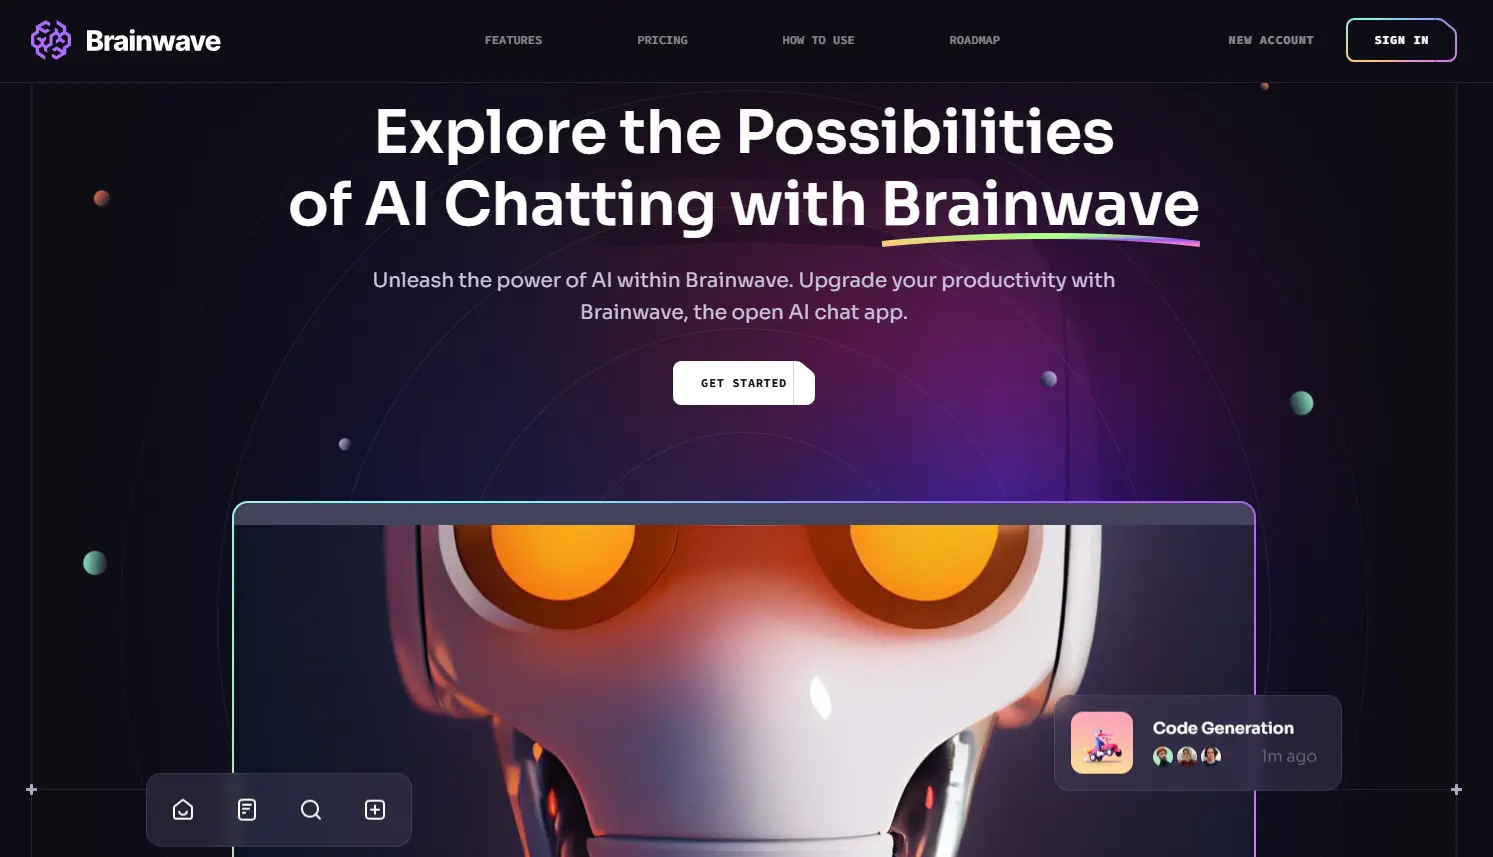 Brainwave
FEATURES
PRICING
HOW TO USE
ROADMAP
NEW ACCOUNT
SIGN IN
Explore the Possibilities
of AI Chatting with Brainwave
Unleash the power of AI within Brainwave. Upgrade your productivity with
Brainwave, the open AI chat app.
GET STARTED
Code Generation
1m ago